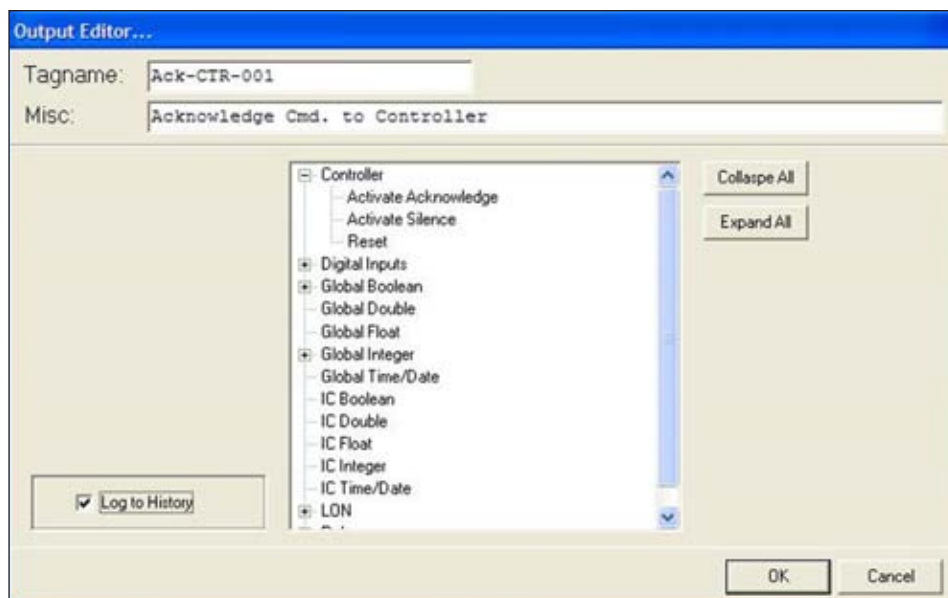 Output Editor...
Tagname: Ack-CTR-001
Misc: Acknowledge Cmd. to Controller
Controller
Activate Acknowledge
Activate Silence
Reset
Digital Inputs
Global Boolean
Global Double
Global Float
Global Integer
Global Time/Date
IC Boolean
IC Double
IC Float
IC Integer
IC Time/Date
LON
Collaspe All
Expand All
Log to History
OK Cancel